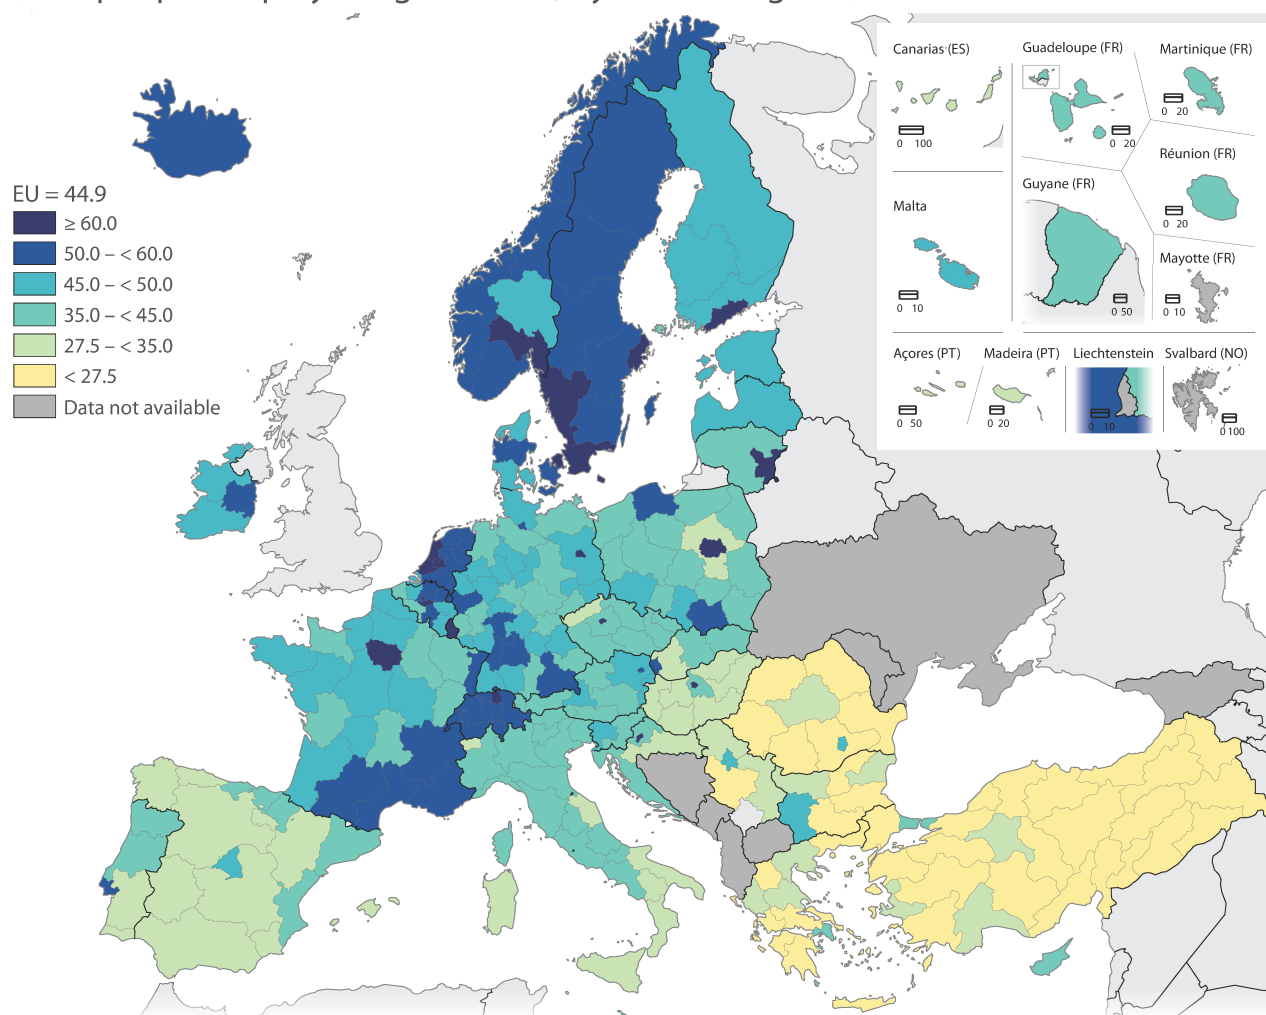 EU = 44.9
≥ 60.0
50.0 – < 60.0
45.0 – < 50.0
35.0 – < 45.0
27.5 – < 35.0
< 27.5
Data not available
Canarias (ES)
0 100
Guadeloupe (FR)
0 20
Martinique (FR)
0 20
Réunion (FR)
0 20
Malta
0 10
Guyane (FR)
0 50
Mayotte (FR)
0 10
Açores (PT)
0 50
Madeira (PT)
0 20
Liechtenstein
0 10
Svalbard (NO)
0 100